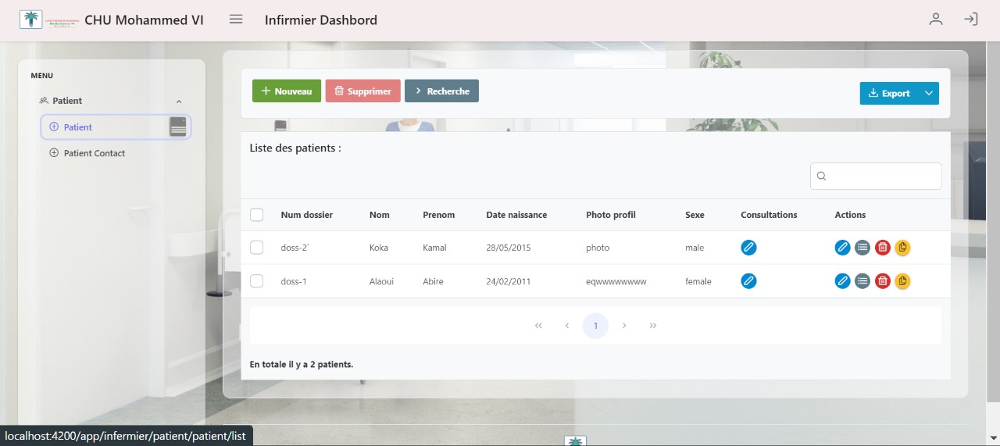 CHU Mohammed VI
Infirmier Dashbord
MENU
Patient
Patient
Patient Contact
Nouveau
Supprimer
Recherche
Export
Liste des patients :
Num dossier Nom Prenom Date naissance Photo profil Sexe Consultations Actions
doss-2` Koka Kamal 28/05/2015 photo male
doss-1 Alaoui Abire 24/02/2011 eqwwwwwwww female
« ‹ 1 › »
En totale il y a 2 patients.
localhost:4200/app/infermier/patient/patient/list